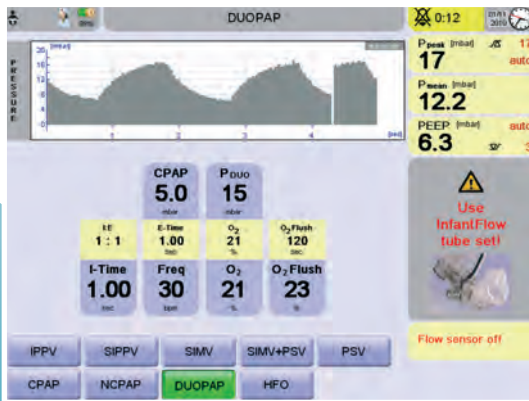 DUOPAP
0:12
PRESSURE
[mbar]
20
16
12
8
4
0
1
2
3
4
[sec]
Ppeak [mbar]
17
17
auto
Pmean [mbar]
12.2
PEEP [mbar]
auto
6.3
3
CPAP
5.0
mbar
PDUO
15
mbar
I:E
1 : 1
E-Time
1.00
sec
O2
21
%
O2Flush
120
sec
I-Time
1.00
sec
Freq
30
bpm
O2
21
%
O2 Flush
23
%
Use
InfantFlow
tube set!
Flow sensor off
IPPV
SIPPV
SIMV
SIMV+PSV
PSV
CPAP
NCPAP
DUOPAP
HFO